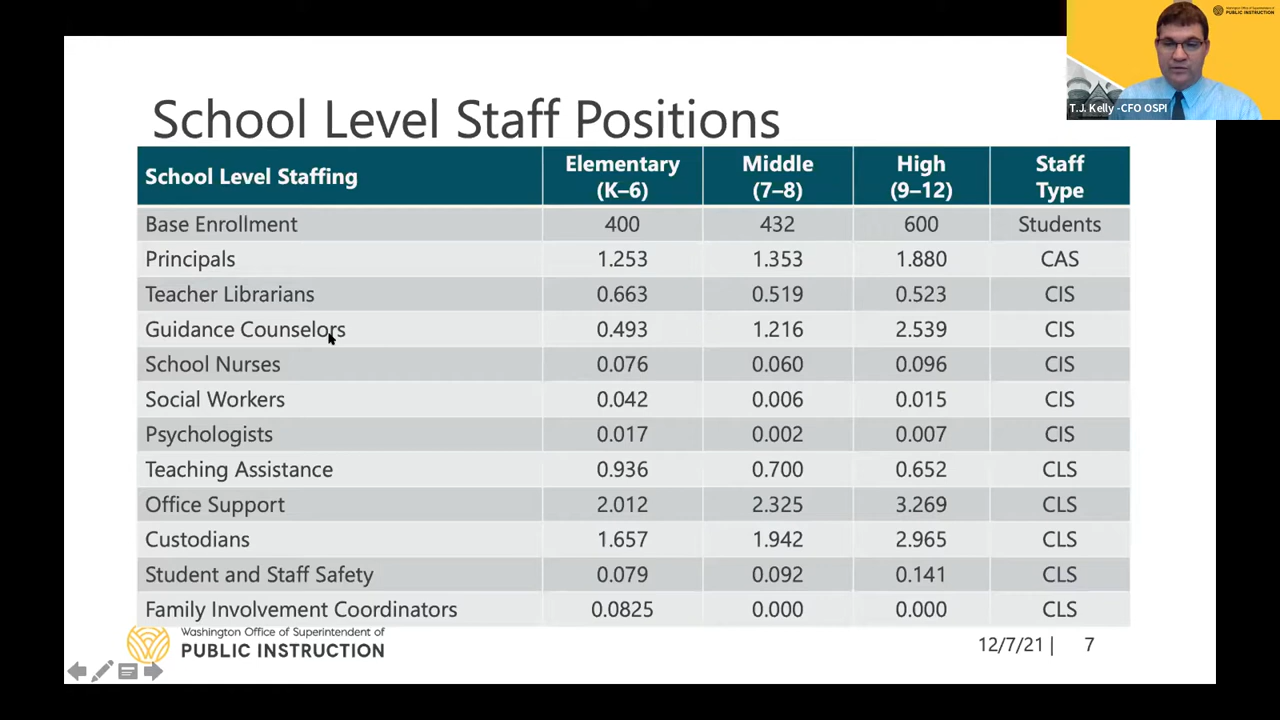 Washington Office of Superintendent of
PUBLIC INSTRUCTION
T.J. Kelly -CFO OSPI
School Level Staff Positions
School Level Staffing Elementary (K–6) Middle (7–8) High (9–12) Staff Type
Base Enrollment 400 432 600 Students
Principals 1.253 1.353 1.880 CAS
Teacher Librarians 0.663 0.519 0.523 CIS
Guidance Counselors 0.493 1.216 2.539 CIS
School Nurses 0.076 0.060 0.096 CIS
Social Workers 0.042 0.006 0.015 CIS
Psychologists 0.017 0.002 0.007 CIS
Teaching Assistance 0.936 0.700 0.652 CLS
Office Support 2.012 2.325 3.269 CLS
Custodians 1.657 1.942 2.965 CLS
Student and Staff Safety 0.079 0.092 0.141 CLS
Family Involvement Coordinators 0.0825 0.000 0.000 CLS
Washington Office of Superintendent of
PUBLIC INSTRUCTION
12/7/21 | 7